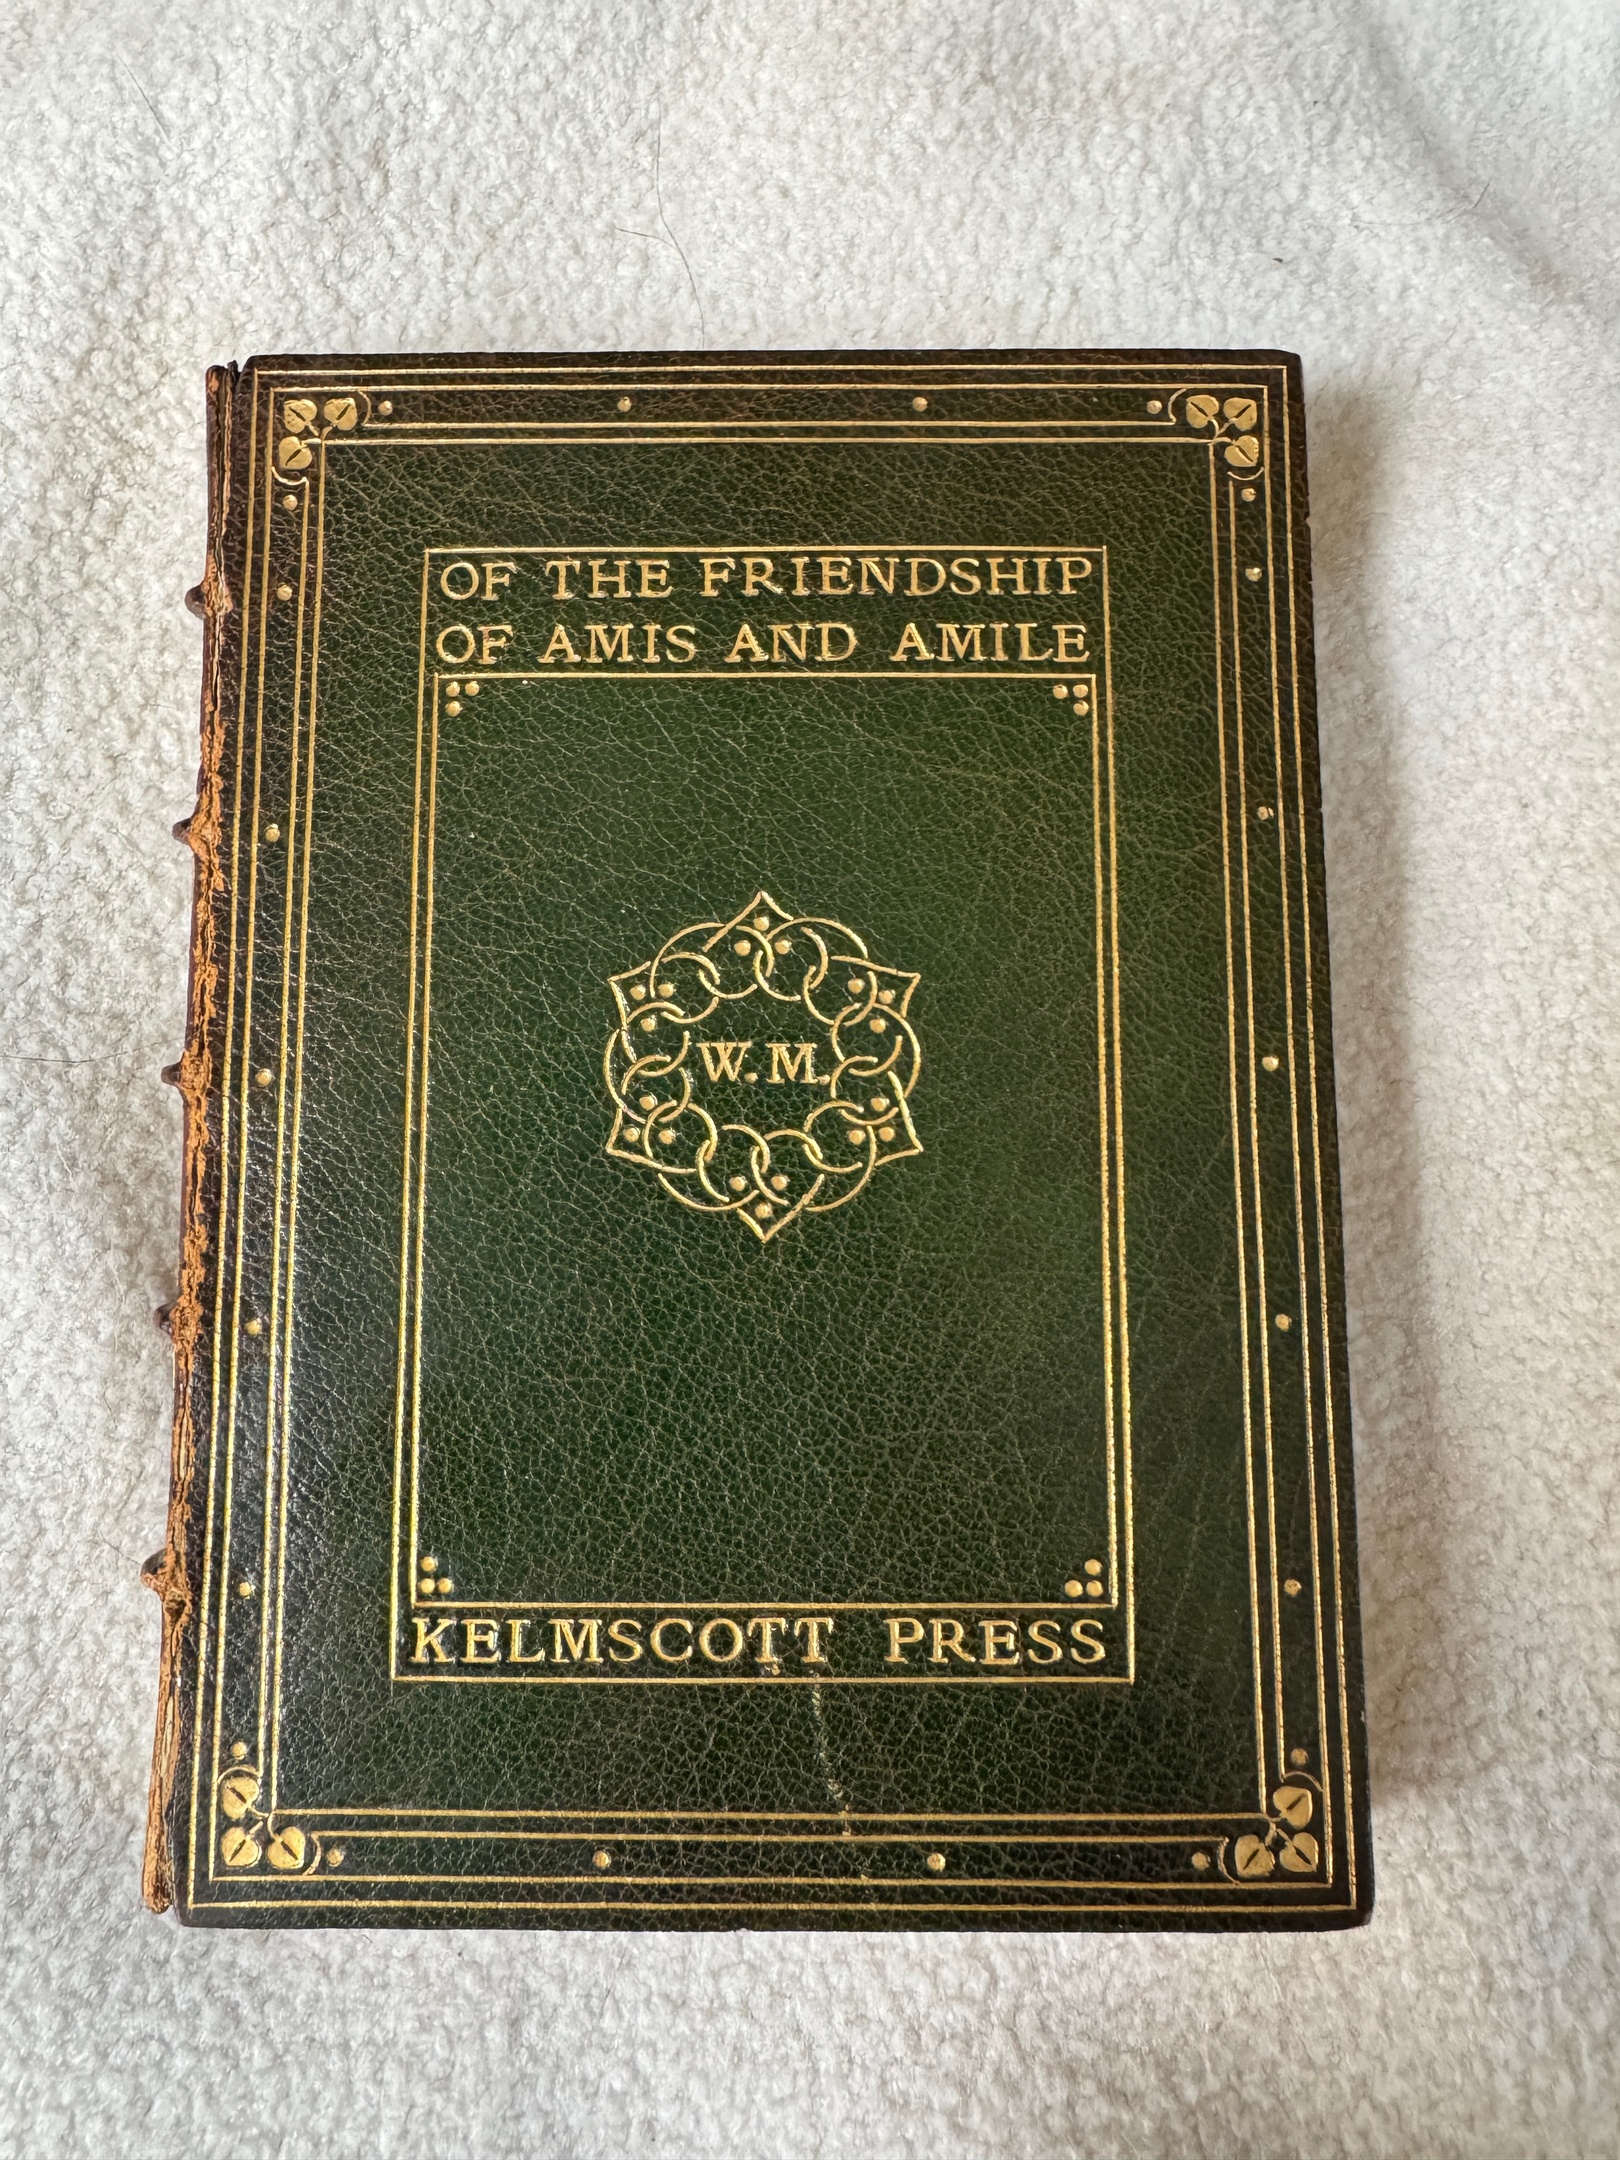 OF THE FRIENDSHIP
OF AMIS AND AMILE
W. M.
KELMSCOTT PRESS